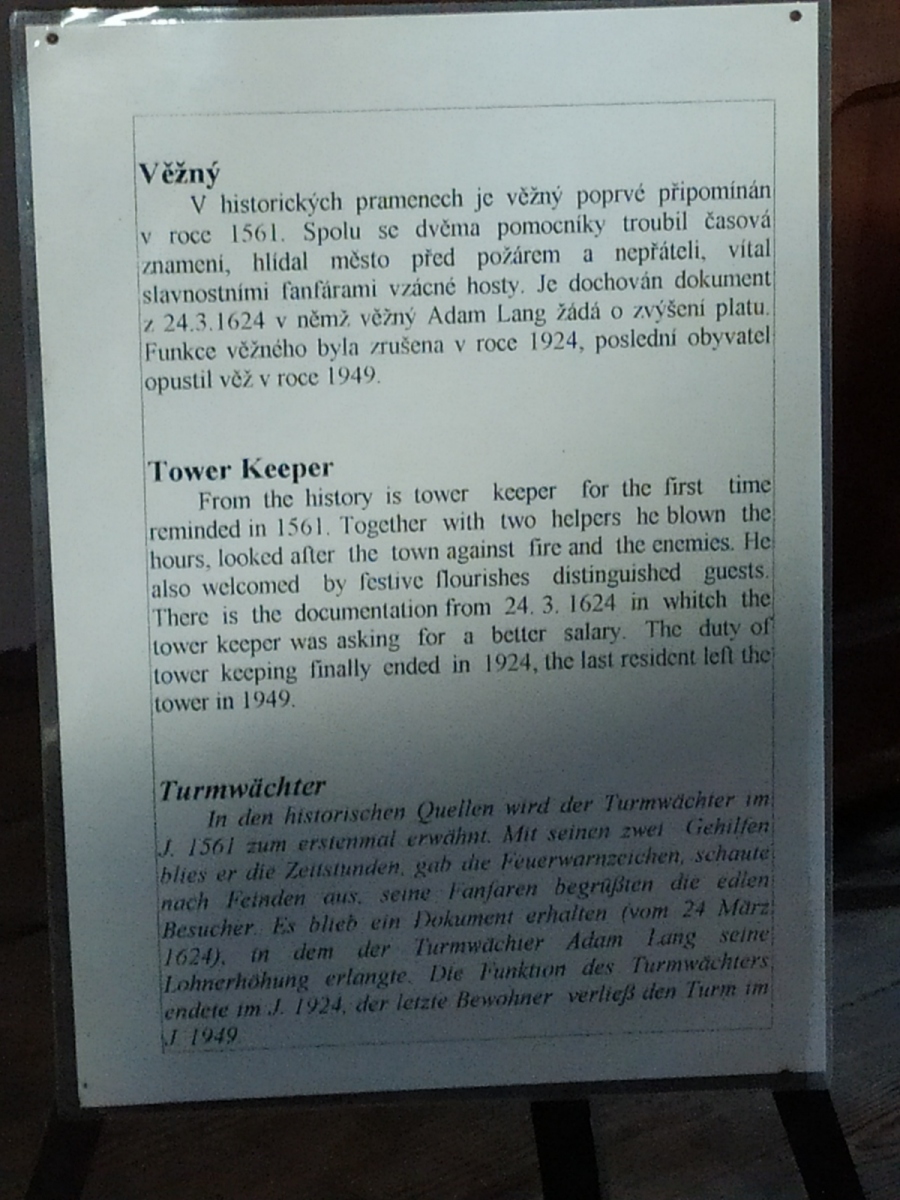 Věžný
V historických pramenech je věžný poprvé připomínán
v roce 1561. Spolu se dvěma pomocníky troubil časová
znamení, hlídal město před požárem a nepřáteli, vítal
slavnostními fanfárami vzácné hosty. Je dochován dokument
z 24.3.1624 v němž věžný Adam Lang žádá o zvýšení platu.
Funkce věžného byla zrušena v roce 1924, poslední obyvatel
opustil věž v roce 1949.
Tower Keeper
From the history is tower keeper for the first time
reminded in 1561. Together with two helpers he blown the
hours, looked after the town against fire and the enemies. He
also welcomed by festive flourishes distinguished guests.
There is the documentation from 24. 3. 1624 in whitch the
tower keeper was asking for a better salary. The duty of
tower keeping finally ended in 1924, the last resident left the
tower in 1949.
Turmwächter
In den historischen Quellen wird der Turmwächter im
J. 1561 zum erstenmal erwähnt. Mit seinen zwei Gehilfen
blies er die Zeitstunden, gab die Feuerwarnzeichen, schaute
nach Feinden aus, seine Fanfaren begrüßten die edlen
Besucher. Es blieb ein Dokument erhalten (vom 24 März
1624), in dem der Turmwächter Adam Lang seine
Lohnerhöhung erlangte. Die Funktion des Turmwächters
endete im J. 1924, der letzte Bewohner verließ den Turm im
J 1949